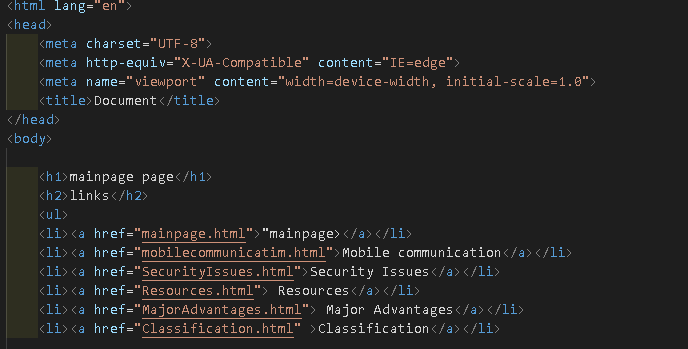 <html lang="en">
<head>
    <meta charset="UTF-8">
    <meta http-equiv="X-UA-Compatible" content="IE=edge">
    <meta name="viewport" content="width=device-width, initial-scale=1.0">
    <title>Document</title>
</head>
<body>
    <h1>mainpage page</h1>
    <h2>links</h2>
    <ul>
    <li><a href="mainpage.html">"mainpage></a></li>
    <li><a href="mobilecommunicatim.html">Mobile communication</a></li>
    <li><a href="SecurityIssues.html">Security Issues</a></li>
    <li><a href="Resources.html"> Resources</a></li>
    <li><a href="MajorAdvantages.html"> Major Advantages</a></li>
    <li><a href="Classification.html" >Classification</a></li>